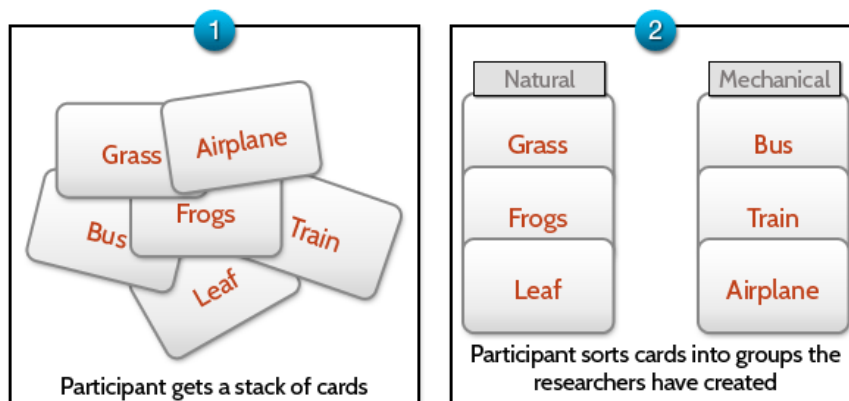 1
Grass
Airplane
Bus
Frogs
Train
Leaf
Participant gets a stack of cards
2
Natural
Grass
Frogs
Leaf
Mechanical
Bus
Train
Airplane
Participant sorts cards into groups the
researchers have created